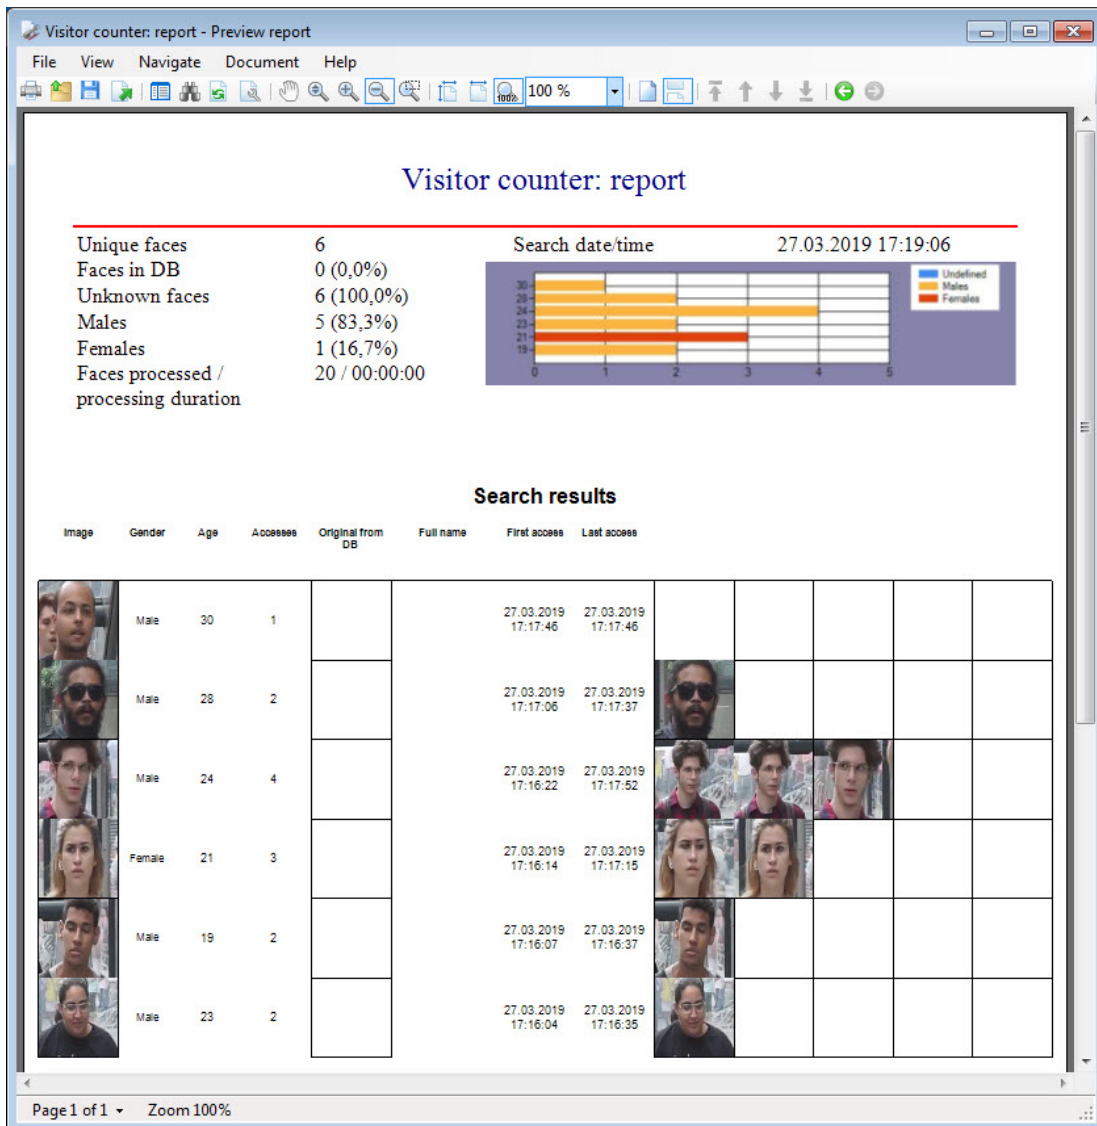 Visitor counter: report - Preview report
File View Navigate Document Help
100% 100 %
Visitor counter: report
Unique faces 6 Search date/time 27.03.2019 17:19:06
Faces in DB 0 (0,0%)
Unknown faces 6 (100,0%)
Males 5 (83,3%)
Females 1 (16,7%)
Faces processed / 20 / 00:00:00
processing duration
Undefined
Males
Females
30
28
24
23
21
19
0 1 2 3 4 5
Search results
Image Gender Age Accesses Original from Full name First access Last access
DB
Male 30 1 27.03.2019 27.03.2019
17:17:46 17:17:46
Male 28 2 27.03.2019 27.03.2019
17:17:06 17:17:37
Male 24 4 27.03.2019 27.03.2019
17:16:22 17:17:52
Female 21 3 27.03.2019 27.03.2019
17:16:14 17:17:15
Male 19 2 27.03.2019 27.03.2019
17:16:07 17:16:37
Male 23 2 27.03.2019 27.03.2019
17:16:04 17:16:35
Page 1 of 1 Zoom 100%